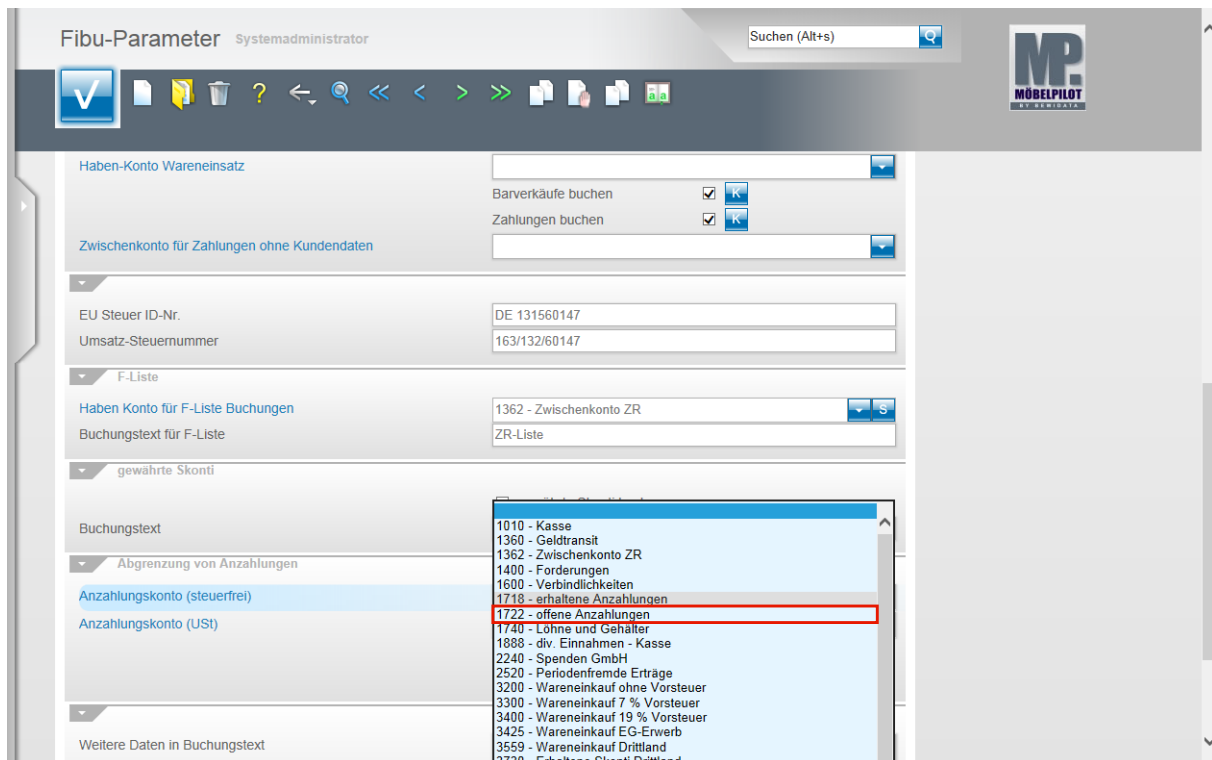 Fibu-Parameter Systemadministrator
Suchen (Alt+s)
MP.
MÖBELPILOT
BY BEWIDATA
Haben-Konto Wareneinsatz
Barverkäufe buchen K
Zahlungen buchen K
Zwischenkonto für Zahlungen ohne Kundendaten
EU Steuer ID-Nr. DE 131560147
Umsatz-Steuernummer 163/132/60147
F-Liste
Haben Konto für F-Liste Buchungen 1362 - Zwischenkonto ZR S
Buchungstext für F-Liste ZR-Liste
gewährte Skonti
Buchungstext
Abgrenzung von Anzahlungen
Anzahlungskonto (steuerfrei)
Anzahlungskonto (USt)
1010 - Kasse
1360 - Geldtransit
1362 - Zwischenkonto ZR
1400 - Forderungen
1600 - Verbindlichkeiten
1718 - erhaltene Anzahlungen
1722 - offene Anzahlungen
1740 - Löhne und Gehälter
1888 - div. Einnahmen - Kasse
2240 - Spenden GmbH
2520 - Periodenfremde Erträge
3200 - Wareneinkauf ohne Vorsteuer
3300 - Wareneinkauf 7 % Vorsteuer
3400 - Wareneinkauf 19 % Vorsteuer
3425 - Wareneinkauf EG-Erwerb
3559 - Wareneinkauf Drittland
Weitere Daten in Buchungstext